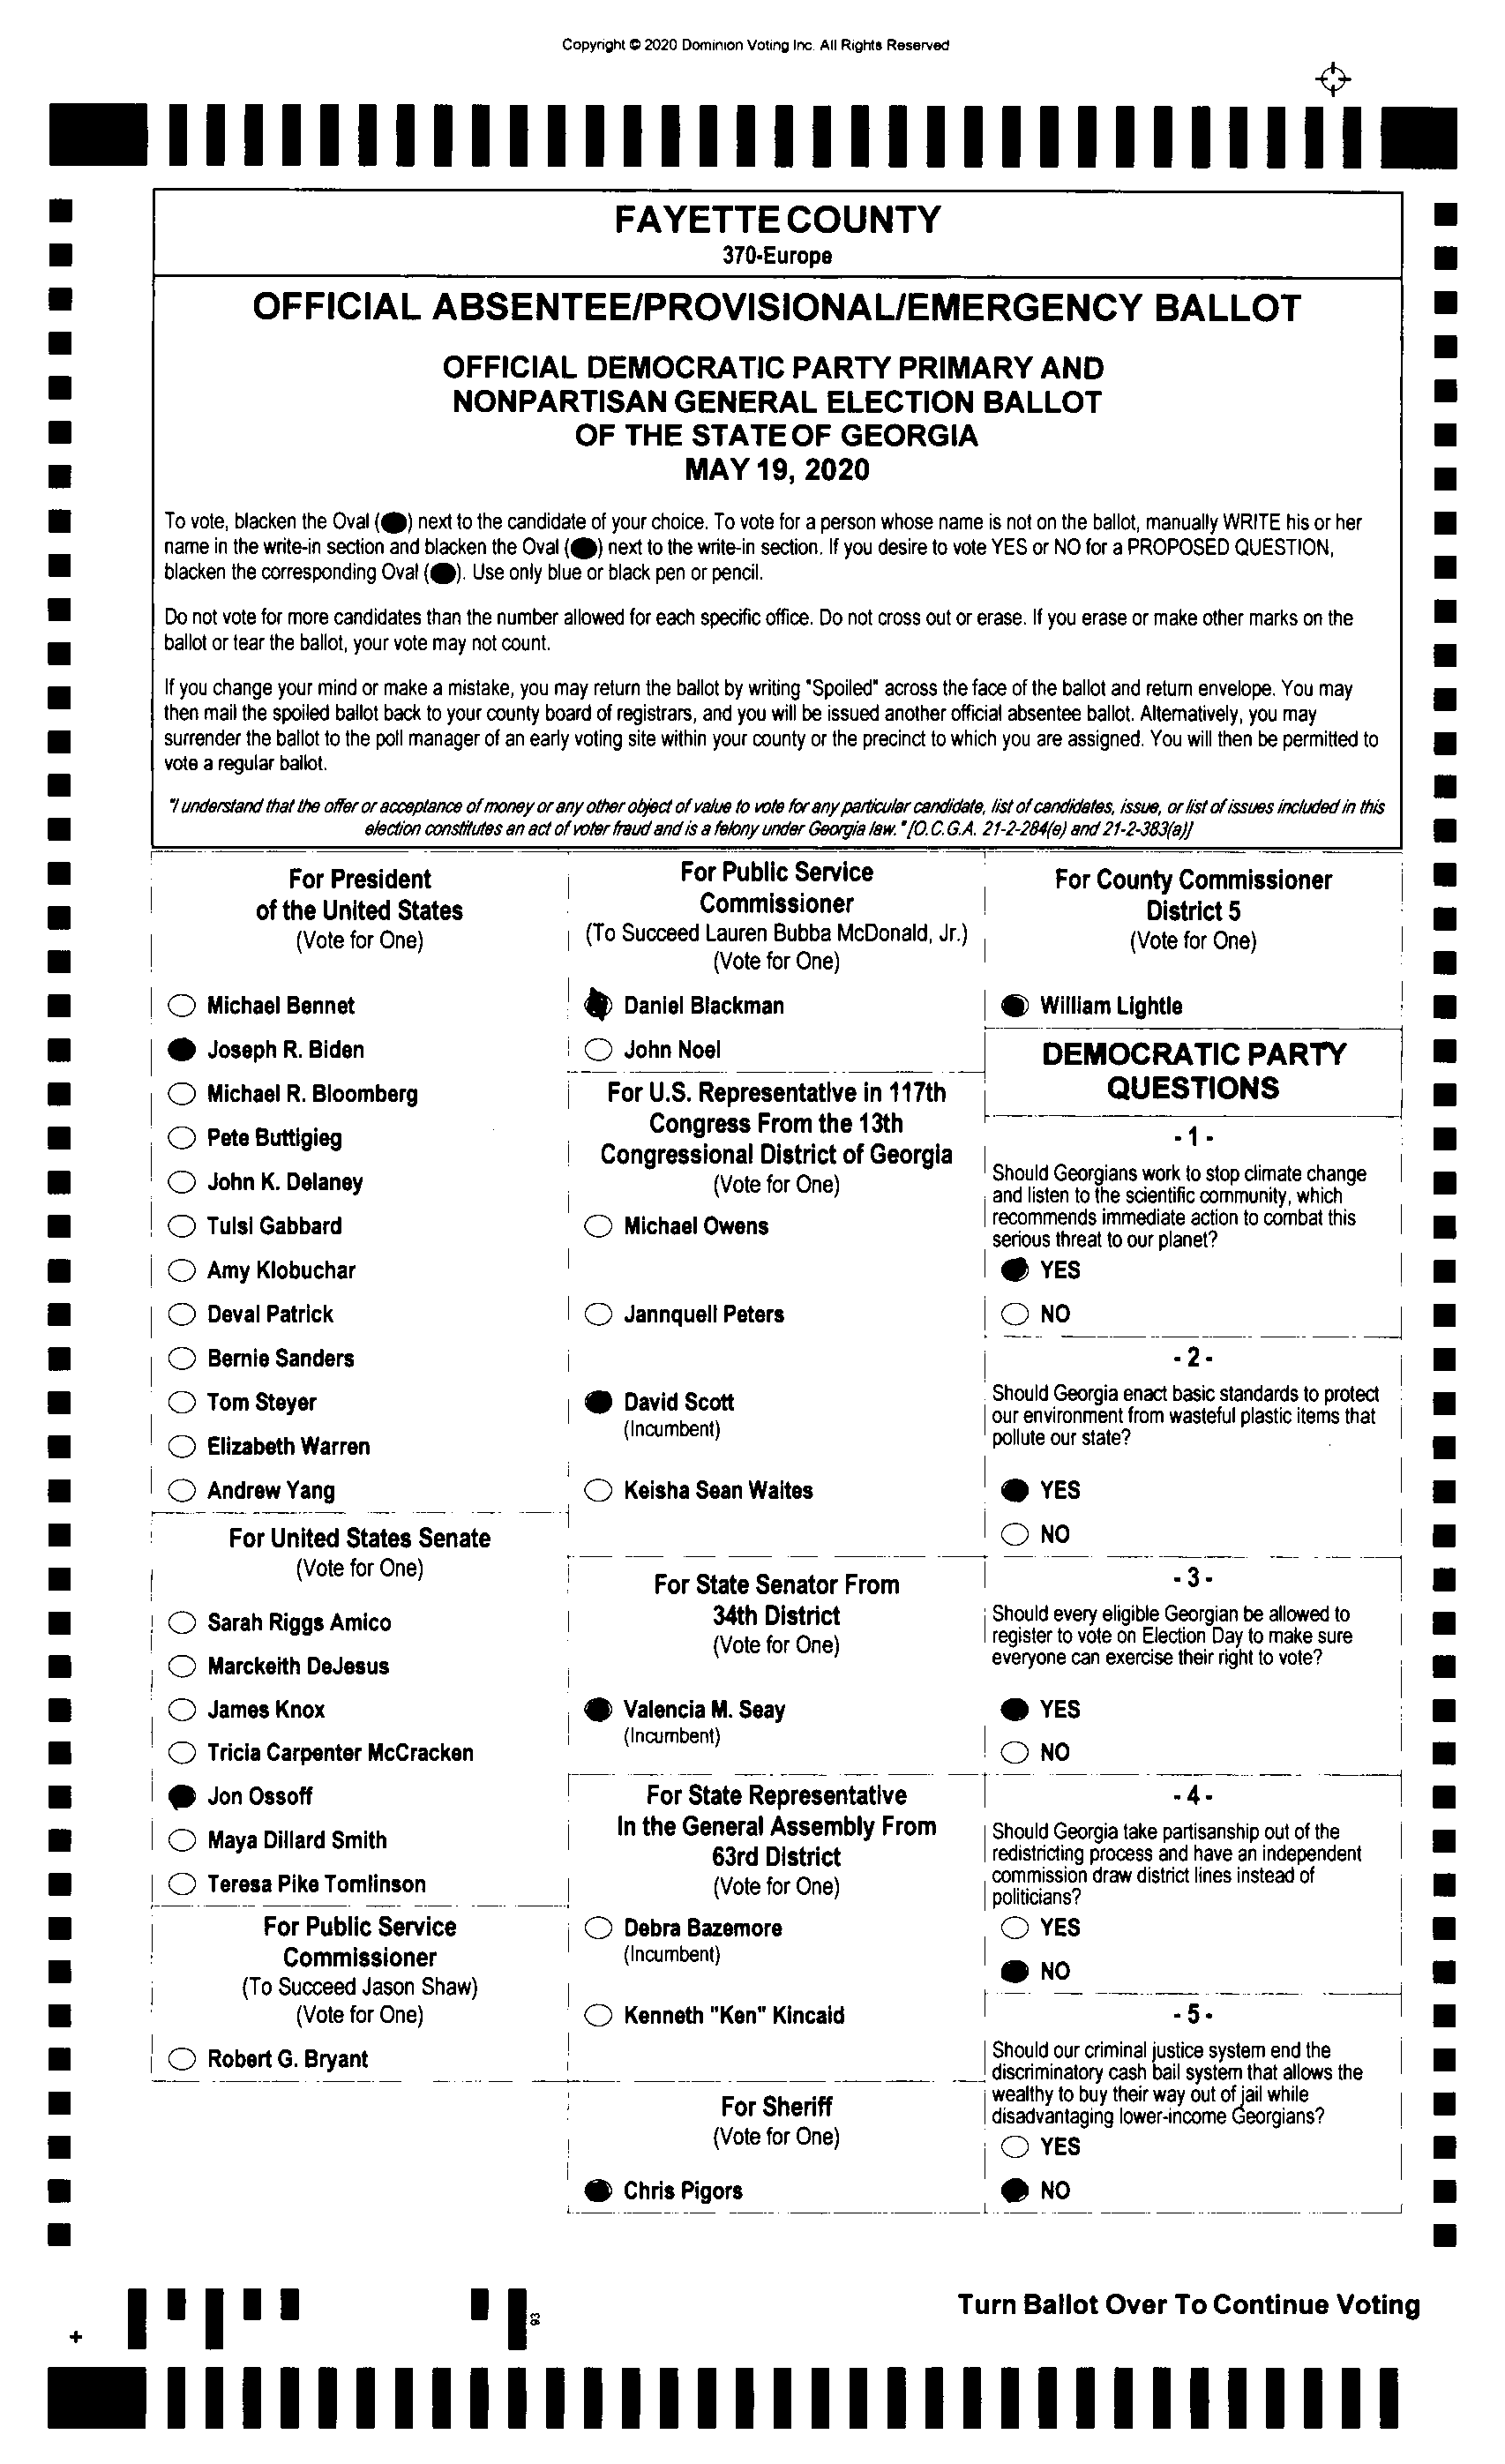 Copyright © 2020 Dominion Voting Inc. All Rights Reserved
FAYETTE COUNTY
370-Europe
OFFICIAL ABSENTEE/PROVISIONAL/EMERGENCY BALLOT
OFFICIAL DEMOCRATIC PARTY PRIMARY AND
NONPARTISAN GENERAL ELECTION BALLOT
OF THE STATE OF GEORGIA
MAY 19, 2020
To vote, blacken the Oval ( ) next to the candidate of your choice. To vote for a person whose name is not on the ballot, manually WRITE his or her
name in the write-in section and blacken the Oval ( ) next to the write-in section. If you desire to vote YES or NO for a PROPOSED QUESTION,
blacken the corresponding Oval ( ). Use only blue or black pen or pencil.
Do not vote for more candidates than the number allowed for each specific office. Do not cross out or erase. If you erase or make other marks on the
ballot or tear the ballot, your vote may not count.
If you change your mind or make a mistake, you may return the ballot by writing "Spoiled" across the face of the ballot and return envelope. You may
then mail the spoiled ballot back to your county board of registrars, and you will be issued another official absentee ballot. Alternatively, you may
surrender the ballot to the poll manager of an early voting site within your county or the precinct to which you are assigned. You will then be permitted to
vote a regular ballot.
"I understand that the offer or acceptance of money or any other object of value to vote for any particular candidate, list of candidates, issue, or list of issues included in this
election constitutes an act of voter fraud and is a felony under Georgia law." [O.C.G.A. 21-2-284(e) and 21-2-383(a)]
For President
of the United States
(Vote for One)
Michael Bennet
Joseph R. Biden
Michael R. Bloomberg
Pete Buttigieg
John K. Delaney
Tulsi Gabbard
Amy Klobuchar
Deval Patrick
Bernie Sanders
Tom Steyer
Elizabeth Warren
Andrew Yang
For United States Senate
(Vote for One)
Sarah Riggs Amico
Marckeith DeJesus
James Knox
Tricia Carpenter McCracken
Jon Ossoff
Maya Dillard Smith
Teresa Pike Tomlinson
For Public Service
Commissioner
(To Succeed Jason Shaw)
(Vote for One)
Robert G. Bryant
For Public Service
Commissioner
(To Succeed Lauren Bubba McDonald, Jr.)
(Vote for One)
Daniel Blackman
John Noel
For U.S. Representative in 117th
Congress From the 13th
Congressional District of Georgia
(Vote for One)
Michael Owens
Jannquell Peters
David Scott
(Incumbent)
Keisha Sean Waites
For State Senator From
34th District
(Vote for One)
Valencia M. Seay
(Incumbent)
For State Representative
In the General Assembly From
63rd District
(Vote for One)
Debra Bazemore
(Incumbent)
Kenneth "Ken" Kincaid
For Sheriff
(Vote for One)
Chris Pigors
For County Commissioner
District 5
(Vote for One)
William Lightle
DEMOCRATIC PARTY
QUESTIONS
- 1 -
Should Georgians work to stop climate change
and listen to the scientific community, which
recommends immediate action to combat this
serious threat to our planet?
YES
NO
- 2 -
Should Georgia enact basic standards to protect
our environment from wasteful plastic items that
pollute our state?
YES
NO
- 3 -
Should every eligible Georgian be allowed to
register to vote on Election Day to make sure
everyone can exercise their right to vote?
YES
NO
- 4 -
Should Georgia take partisanship out of the
redistricting process and have an independent
commission draw district lines instead of
politicians?
YES
NO
- 5 -
Should our criminal justice system end the
discriminatory cash bail system that allows the
wealthy to buy their way out of jail while
disadvantaging lower-income Georgians?
YES
NO
Turn Ballot Over To Continue Voting
93